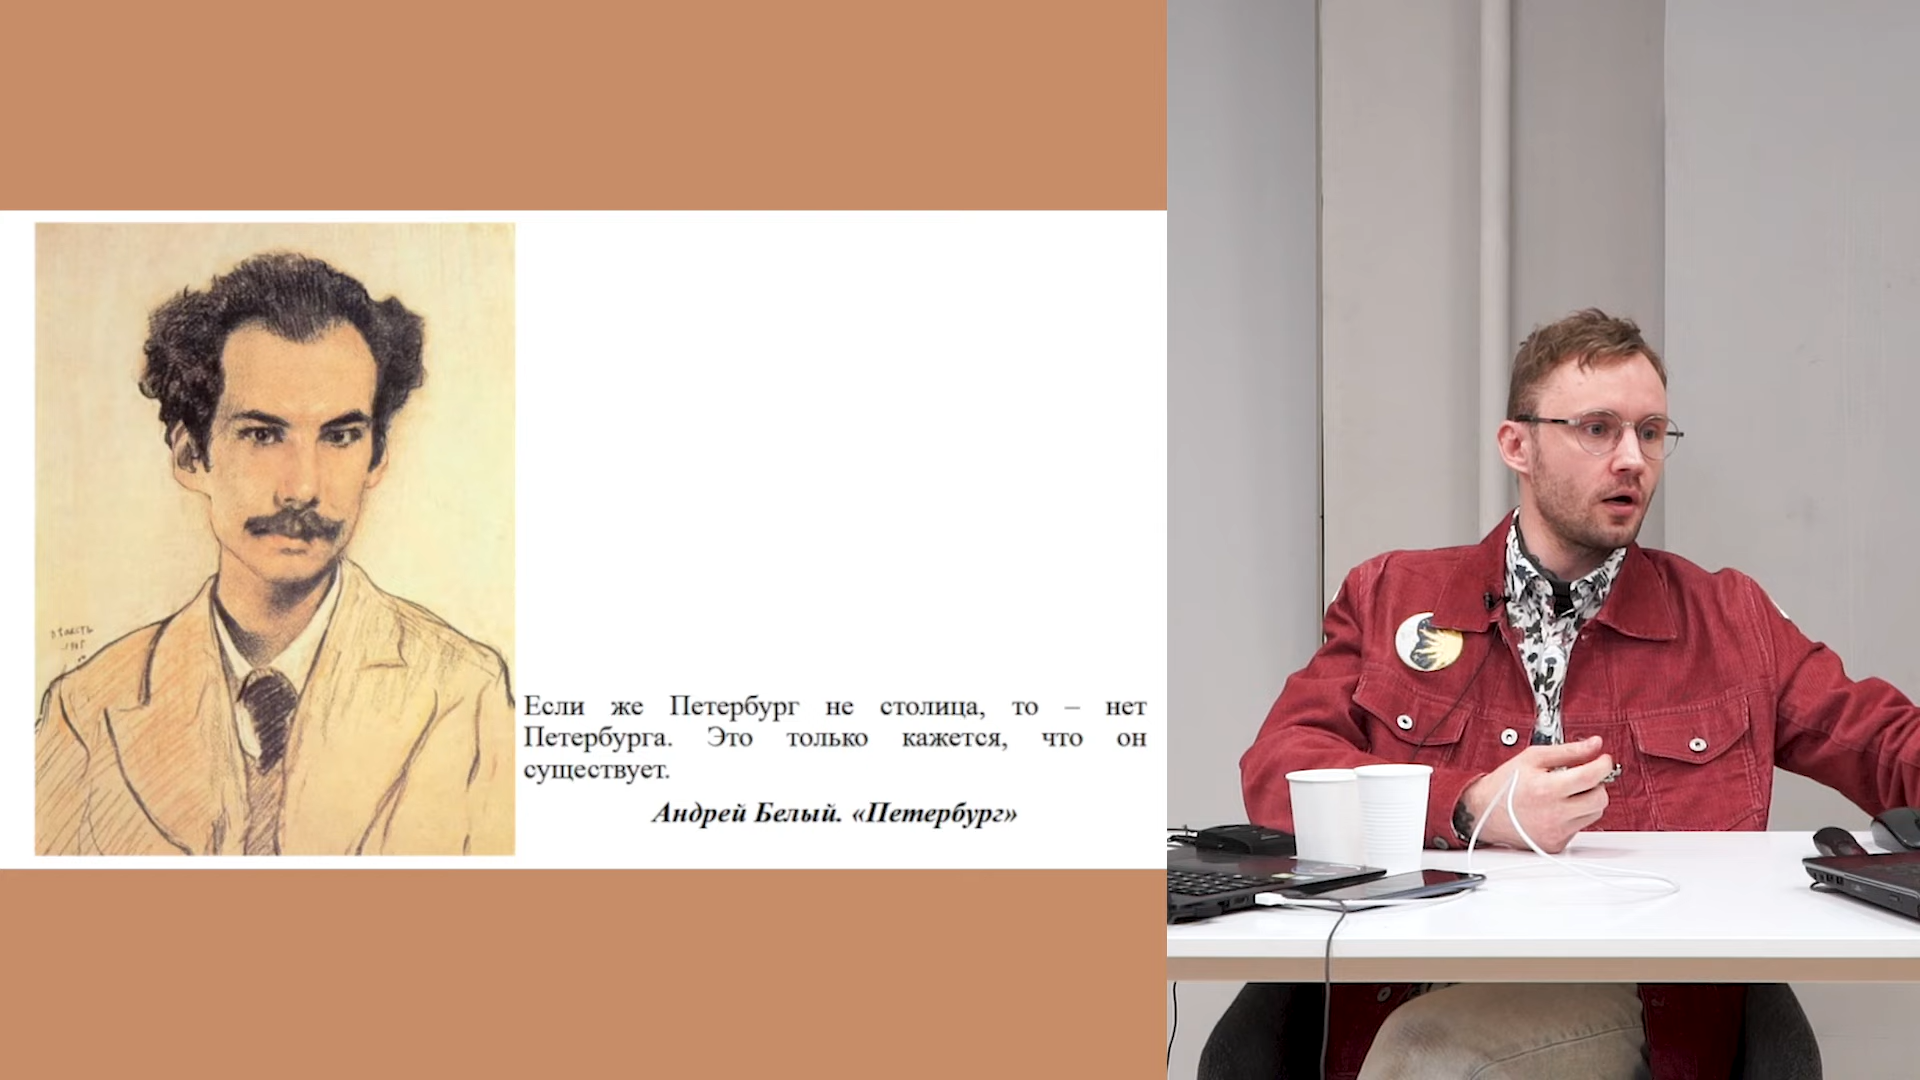 Если же Петербург не столица, то – нет
Петербурга. Это только кажется, что он
существует.
Андрей Белый. «Петербург»